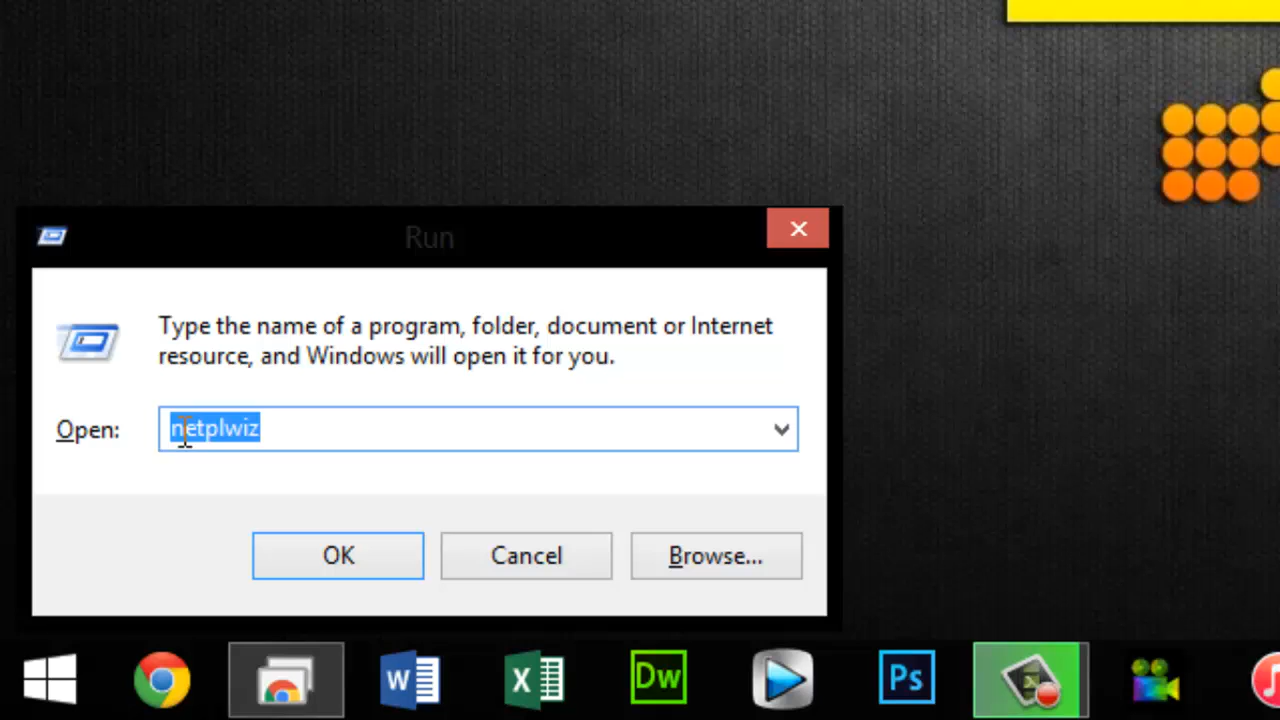 Run
Type the name of a program, folder, document or Internet
resource, and Windows will open it for you.
Open: netplwiz
OK Cancel Browse...
W X Dw Ps